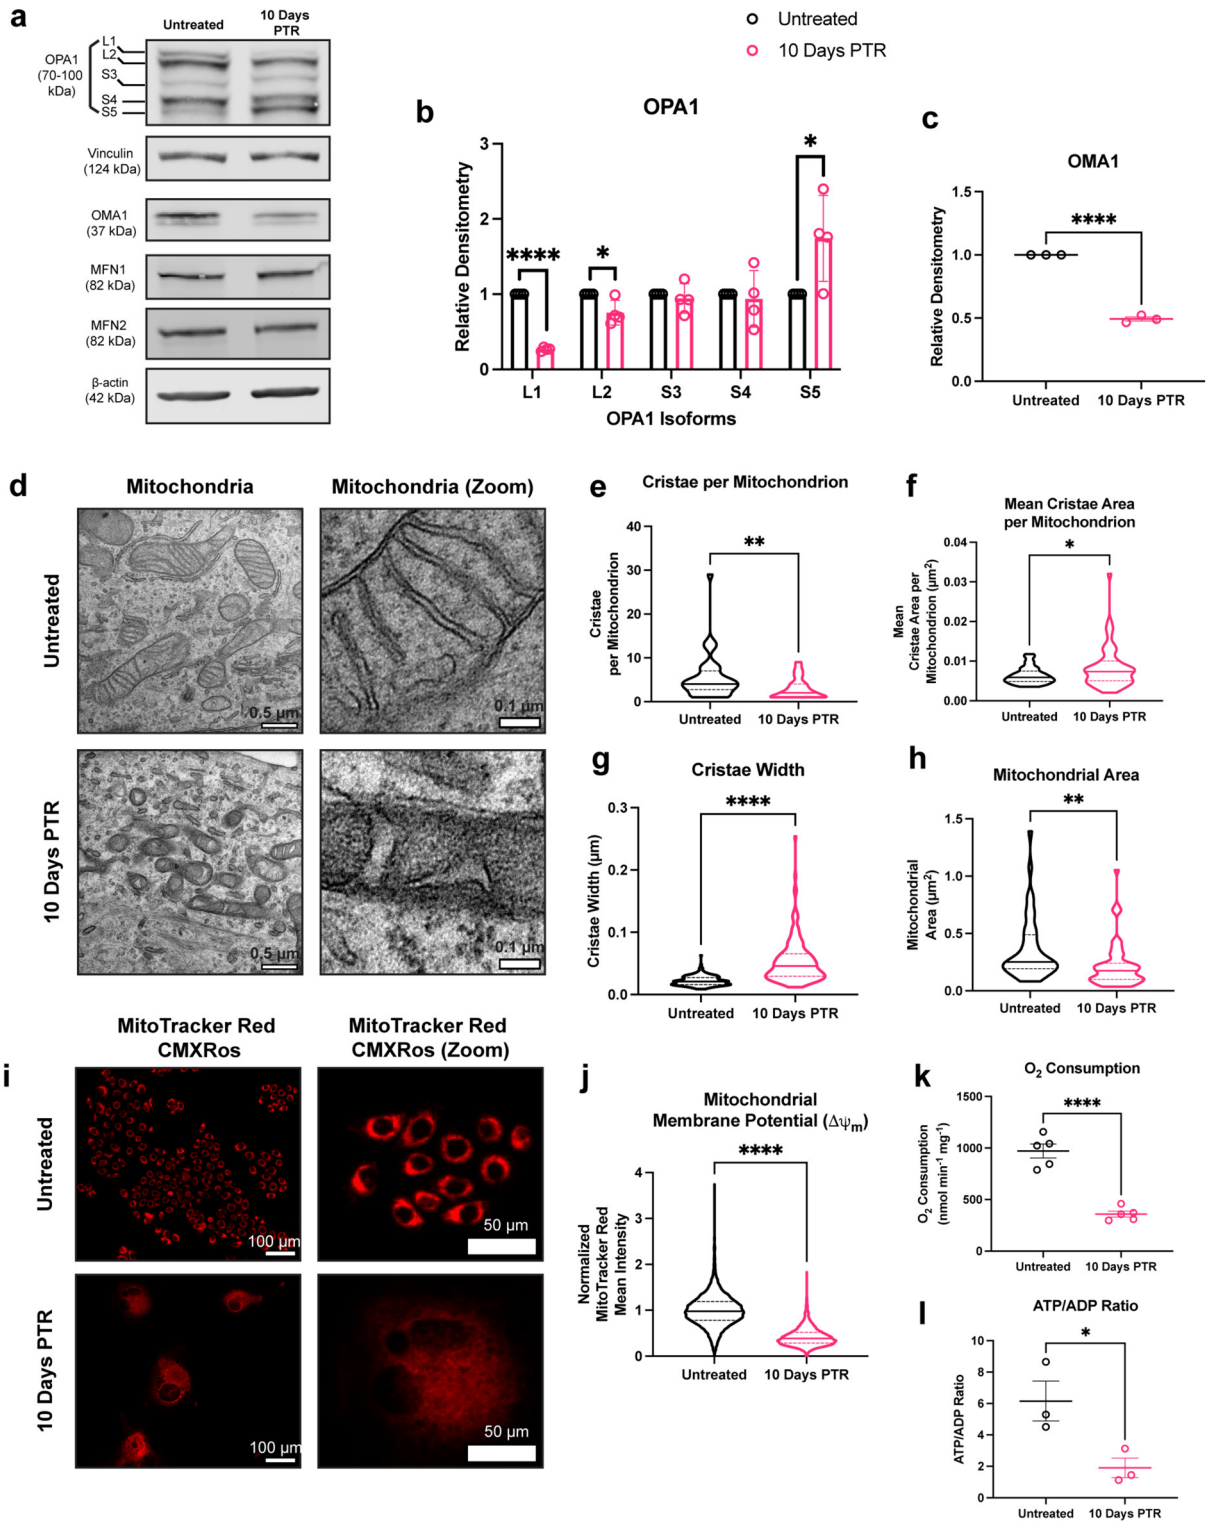 a
Untreated
10 Days
PTR
OPA1
(70-100
kDa)
L1
L2
S3
S4
S5
Vinculin
(124 kDa)
OMA1
(37 kDa)
MFN1
(82 kDa)
MFN2
(82 kDa)
β-actin
(42 kDa)
Untreated
10 Days PTR
b
OPA1
****
*
*
Relative Densitometry
3
2
1
0
L1 L2 S3 S4 S5
OPA1 Isoforms
c
OMA1
****
Relative Densitometry
1.5
1.0
0.5
0.0
Untreated 10 Days PTR
d
Mitochondria
Mitochondria (Zoom)
Untreated
0.5 µm
0.1 µm
10 Days PTR
0.5 µm
0.1 µm
e
Cristae per Mitochondrion
**
Cristae
per Mitochondrion
40
30
20
10
0
Untreated 10 Days PTR
f
Mean Cristae Area
per Mitochondrion
*
Mean
Cristae Area per
Mitochondrion (µm²)
0.04
0.03
0.02
0.01
0.00
Untreated 10 Days PTR
g
Cristae Width
****
Cristae Width (µm)
0.3
0.2
0.1
0.0
Untreated 10 Days PTR
h
Mitochondrial Area
**
Mitochondrial
Area (µm²)
1.5
1.0
0.5
0.0
Untreated 10 Days PTR
i
MitoTracker Red
CMXRos
MitoTracker Red
CMXRos (Zoom)
Untreated
100 µm
50 µm
10 Days PTR
100 µm
50 µm
j
Mitochondrial
Membrane Potential (Δψm)
****
Normalized
MitoTracker Red
Mean Intensity
4
3
2
1
0
Untreated 10 Days PTR
k
O₂ Consumption
****
O₂ Consumption
(nmol min⁻¹ mg⁻¹)
1500
1000
500
0
Untreated 10 Days PTR
l
ATP/ADP Ratio
*
ATP/ADP Ratio
10
8
6
4
2
0
Untreated 10 Days PTR